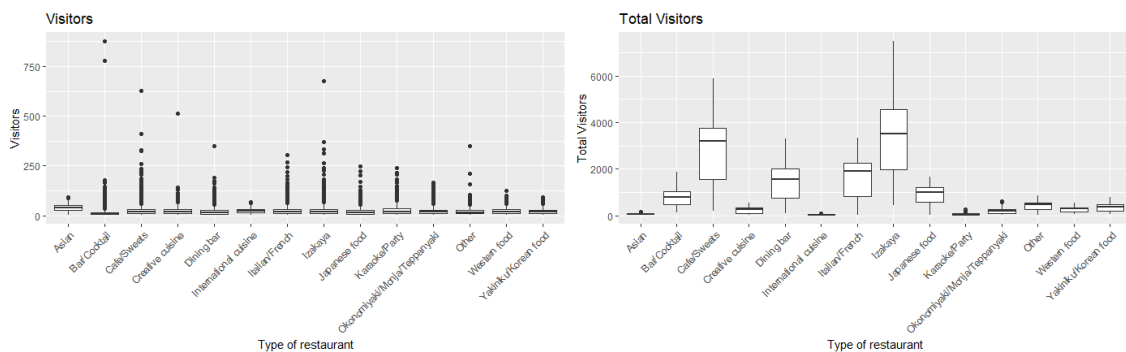 Visitors
Visitors
750
500
250
0
Asian
Bar/Cocktail
Cafe/Sweets
Creative cuisine
Dining bar
International cuisine
Italian/French
Izakaya
Japanese food
Karaoke/Party
Okonomiyaki/Monja/Teppanyaki
Other
Western food
Yakiniku/Korean food
Type of restaurant
Total Visitors
Total Visitors
6000
4000
2000
0
Asian
Bar/Cocktail
Cafe/Sweets
Creative cuisine
Dining bar
International cuisine
Italian/French
Izakaya
Japanese food
Karaoke/Party
Okonomiyaki/Monja/Teppanyaki
Other
Western food
Yakiniku/Korean food
Type of restaurant